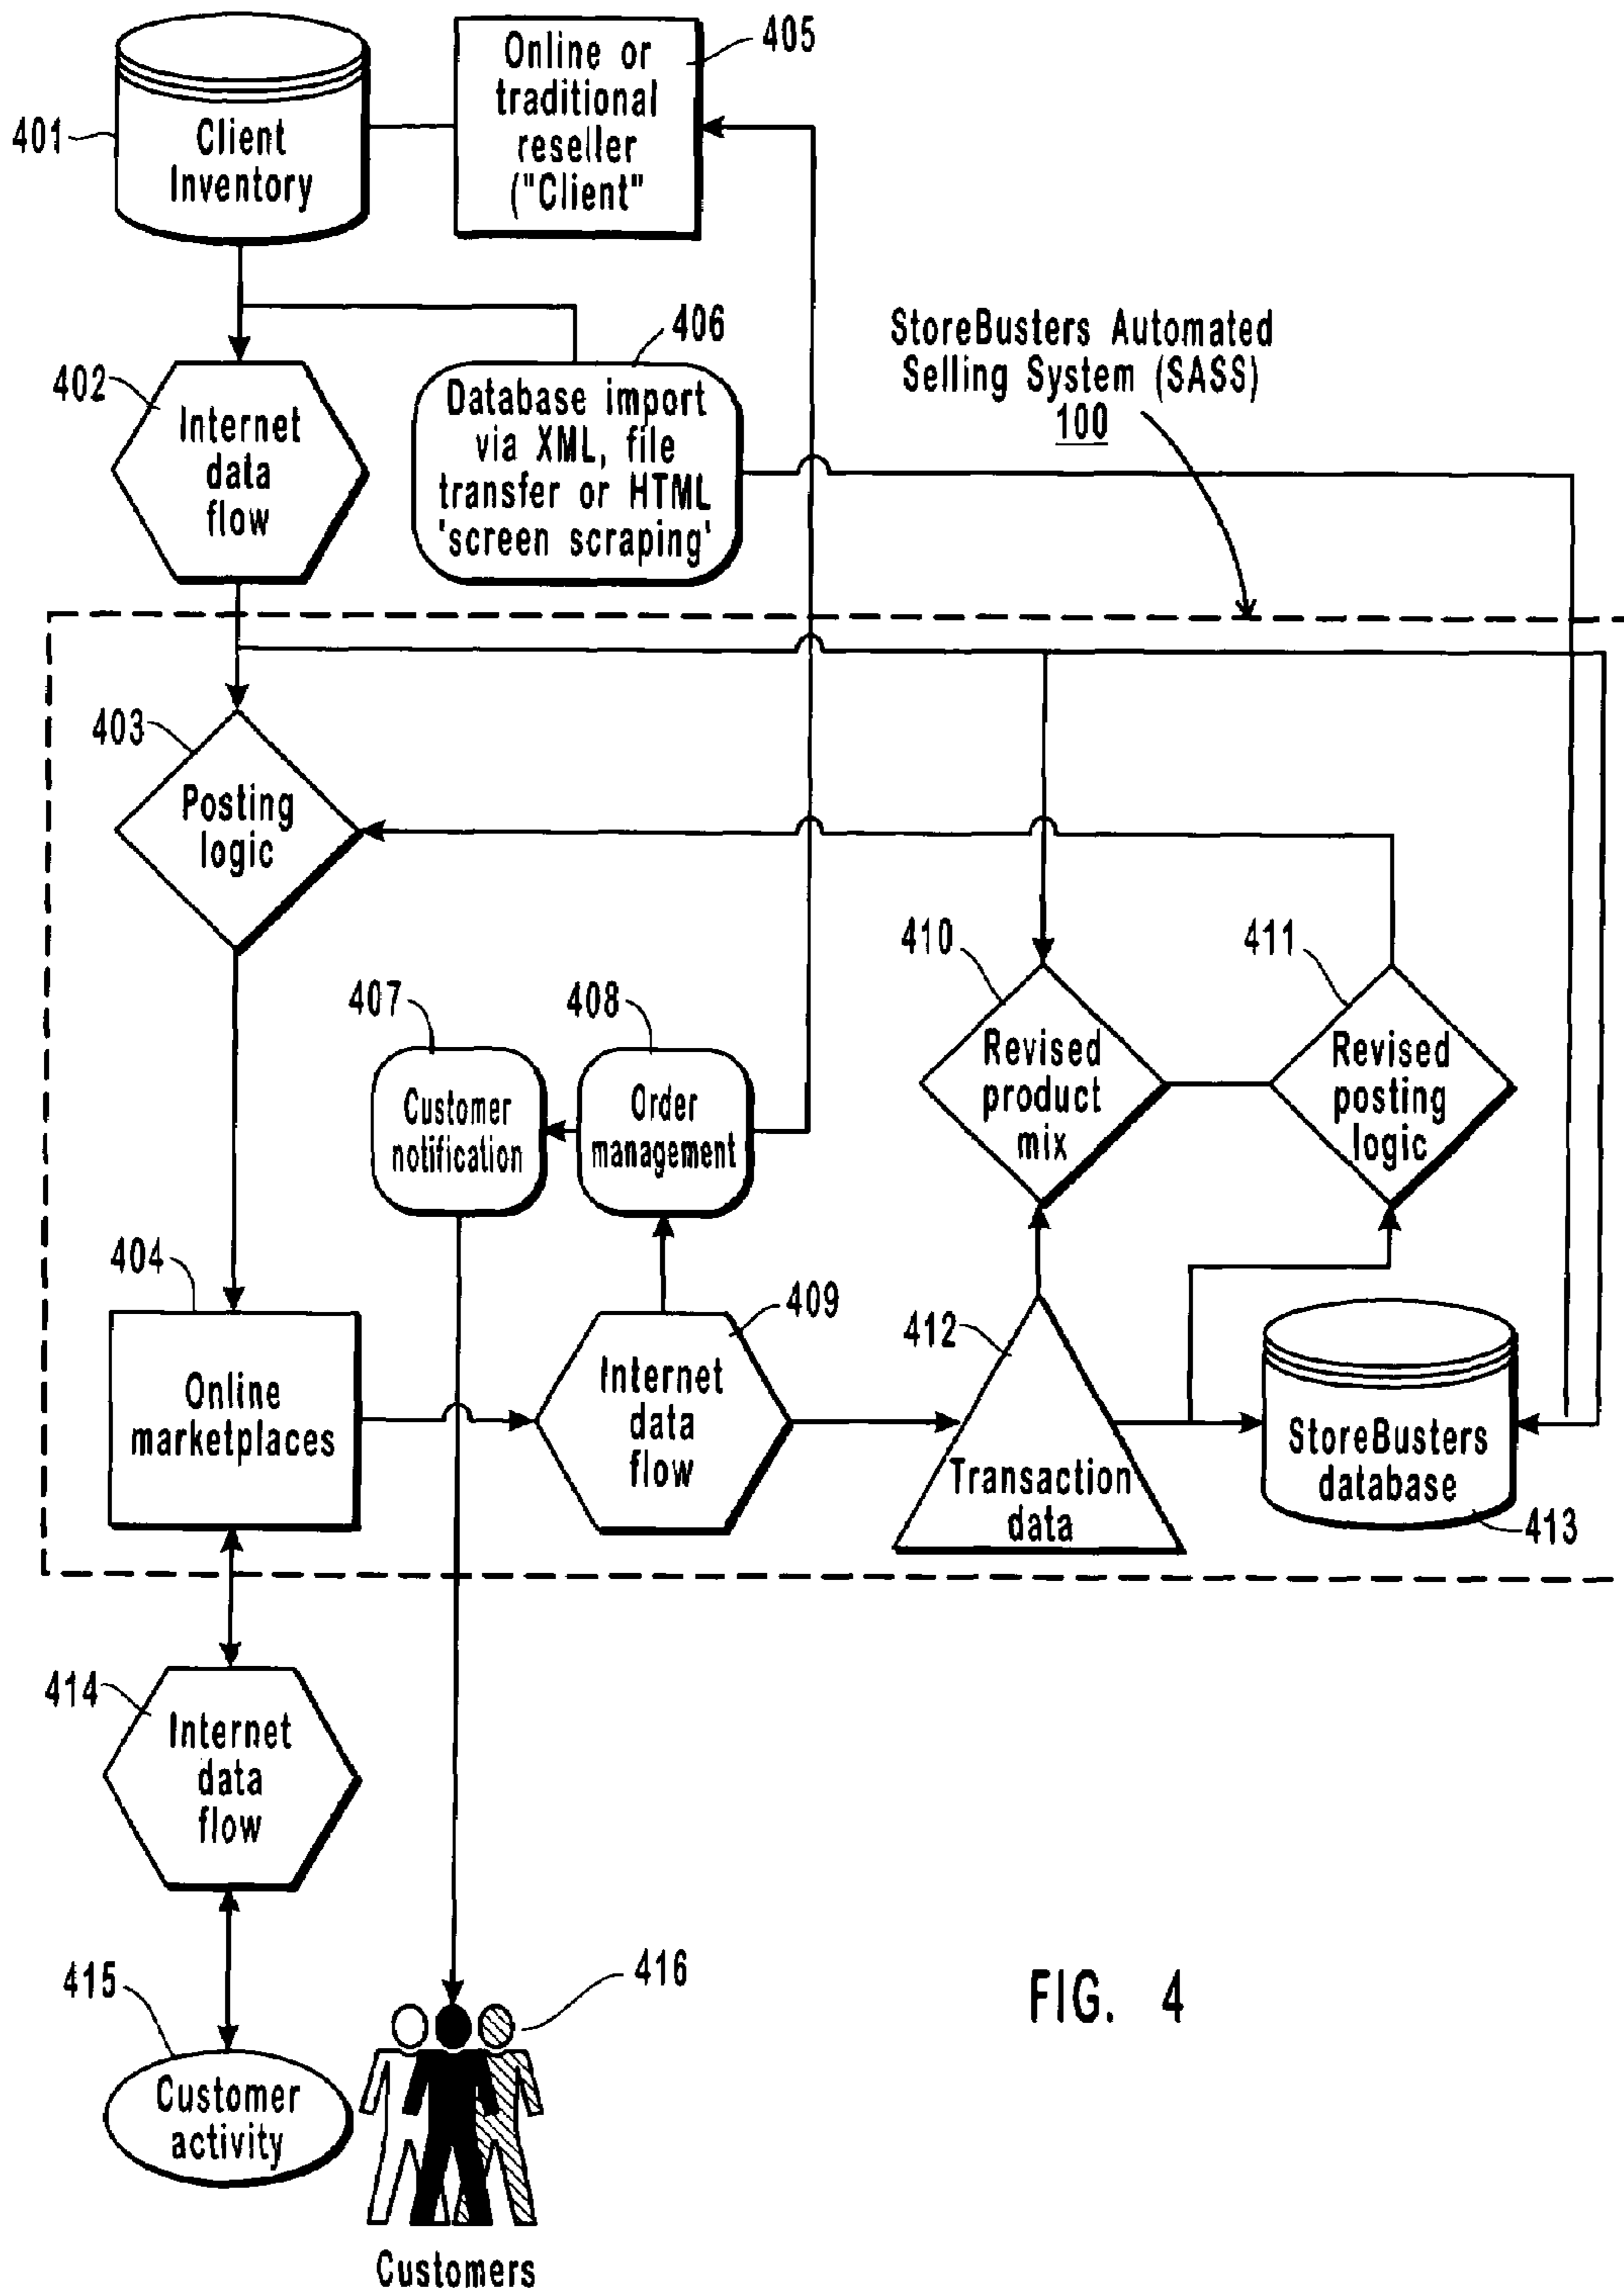 401
Client
Inventory
Online or
traditional
reseller
("Client"
405
402
Internet
data
flow
406
Database import
via XML, file
transfer or HTML
'screen scraping'
StoreBusters Automated
Selling System (SASS)
100
403
Posting
logic
407
Customer
notification
408
Order
management
410
Revised
product
mix
411
Revised
posting
logic
404
Online
marketplaces
409
Internet
data
flow
412
Transaction
data
StoreBusters
database
413
414
Internet
data
flow
415
Customer
activity
416
Customers
FIG. 4